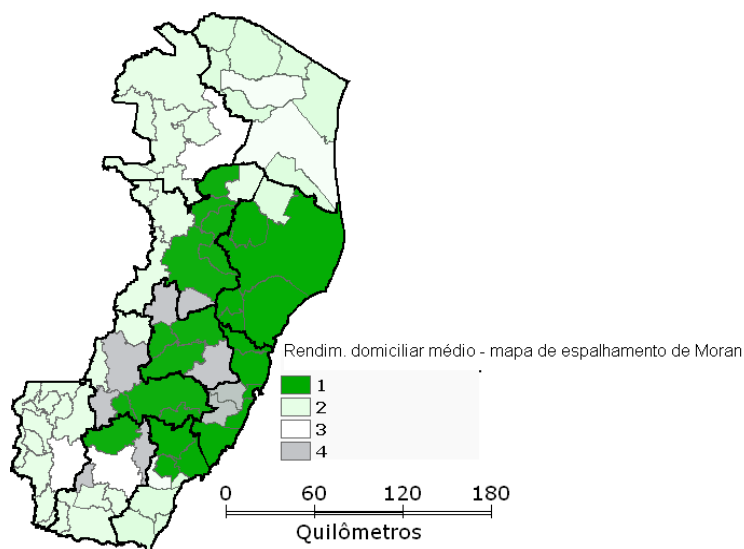 Rendim. domiciliar médio - mapa de espalhamento de Moran
1
2
3
4
0 60 120 180
Quilômetros